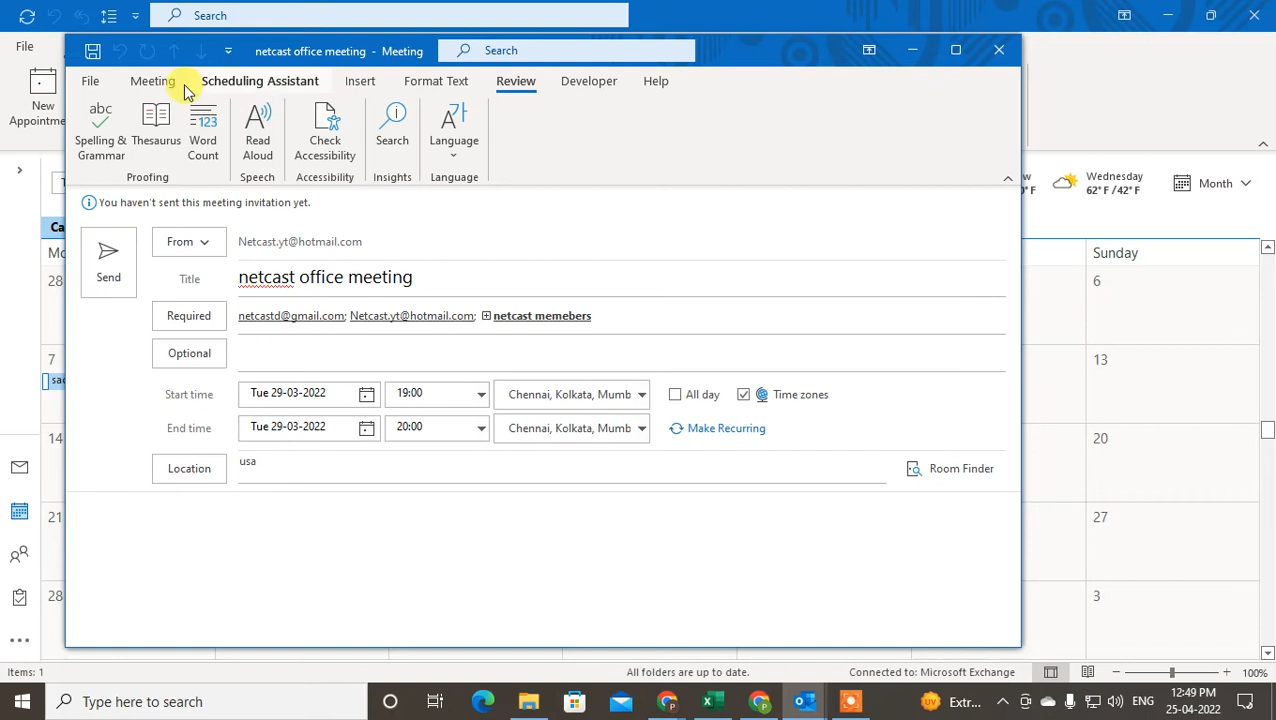 Search
File
New
Appointme
netcast office meeting - Meeting
Search
File
Meeting
Scheduling Assistant
Insert
Format Text
Review
Developer
Help
abc
Spelling &
Grammar
Thesaurus
123
Word
Count
Read
Aloud
Check
Accessibility
Search
Language
Proofing
Speech
Accessibility
Insights
Language
° F
Wednesday
62° F / 42° F
Month
You haven't sent this meeting invitation yet.
Ca
Send
From
Netcast.yt@hotmail.com
Title
netcast office meeting
Required
netcastd@gmail.com; Netcast.yt@hotmail.com; netcast memebers
Optional
Start time
Tue 29-03-2022
19:00
Chennai, Kolkata, Mumb
All day
Time zones
End time
Tue 29-03-2022
20:00
Chennai, Kolkata, Mumb
Make Recurring
Location
usa
Room Finder
Mo
28
7
14
21
28
Sunday
6
13
20
27
3
Items: 1
All folders are up to date.
Connected to: Microsoft Exchange
100%
Type here to search
Extr...
ENG
12:49 PM
25-04-2022